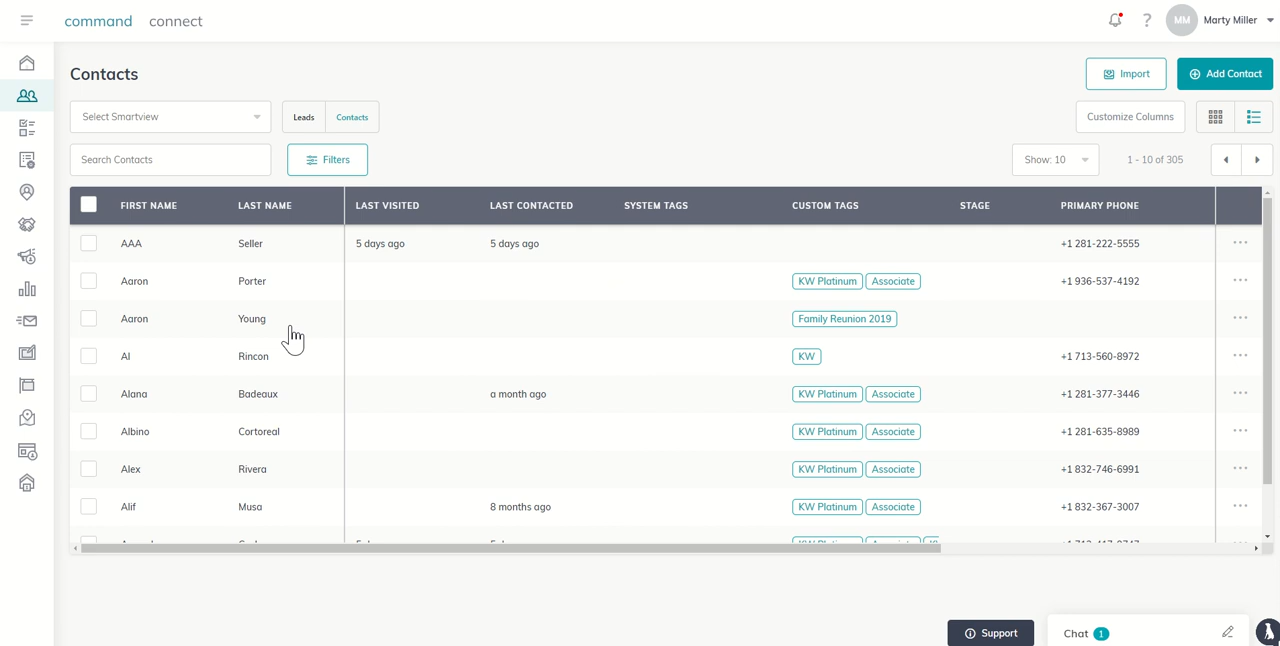 command connect
? MM Marty Miller
Contacts
Import
Add Contact
Select Smartview
Leads Contacts
Customize Columns
Search Contacts
Filters
Show: 10
1 - 10 of 305
FIRST NAME LAST NAME LAST VISITED LAST CONTACTED SYSTEM TAGS CUSTOM TAGS STAGE PRIMARY PHONE
AAA Seller 5 days ago 5 days ago +1 281-222-5555 ...
Aaron Porter KW Platinum Associate +1 936-537-4192 ...
Aaron Young Family Reunion 2019 ...
Al Rincon KW +1 713-560-8972 ...
Alana Badeaux a month ago KW Platinum Associate +1 281-377-3446 ...
Albino Cortoreal KW Platinum Associate +1 281-635-8989 ...
Alex Rivera KW Platinum Associate +1 832-746-6991 ...
Alif Musa 8 months ago KW Platinum Associate +1 832-367-3007 ...
Support
Chat 1